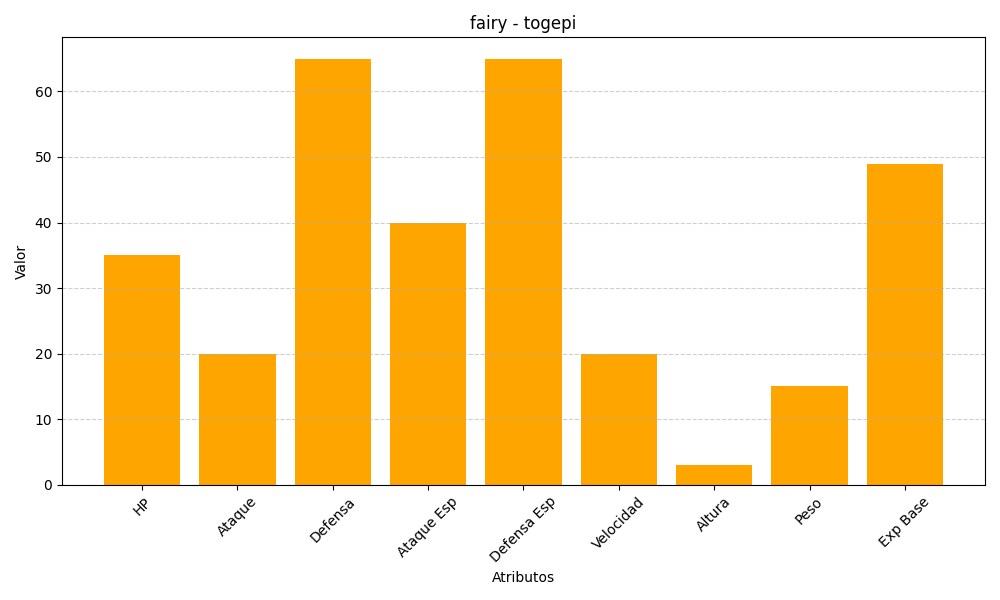 fairy - togepi
Valor
60
50
40
30
20
10
0
HP
Ataque
Defensa
Ataque Esp
Defensa Esp
Velocidad
Altura
Peso
Exp Base
Atributos